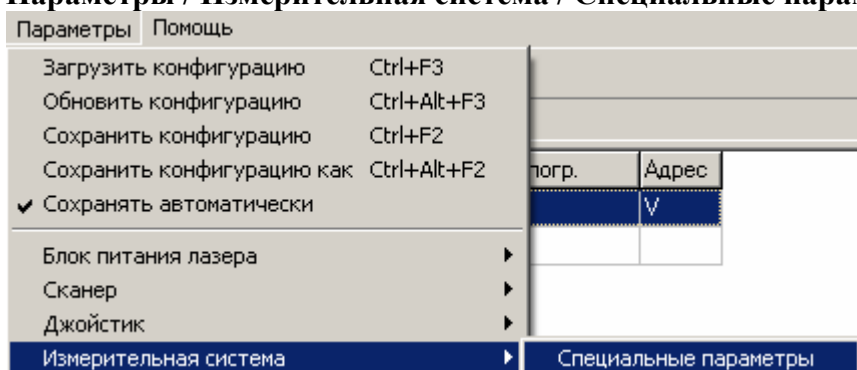 Параметры / Измерительная система / Специальные
Параметры Помощь
Загрузить конфигурацию Ctrl+F3
Обновить конфигурацию Ctrl+Alt+F3
Сохранить конфигурацию Ctrl+F2
Сохранить конфигурацию как Ctrl+Alt+F2
погр. Адрес
Сохранять автоматически
V
Блок питания лазера
Сканер
Джойстик
Измерительная система Специальные параметры